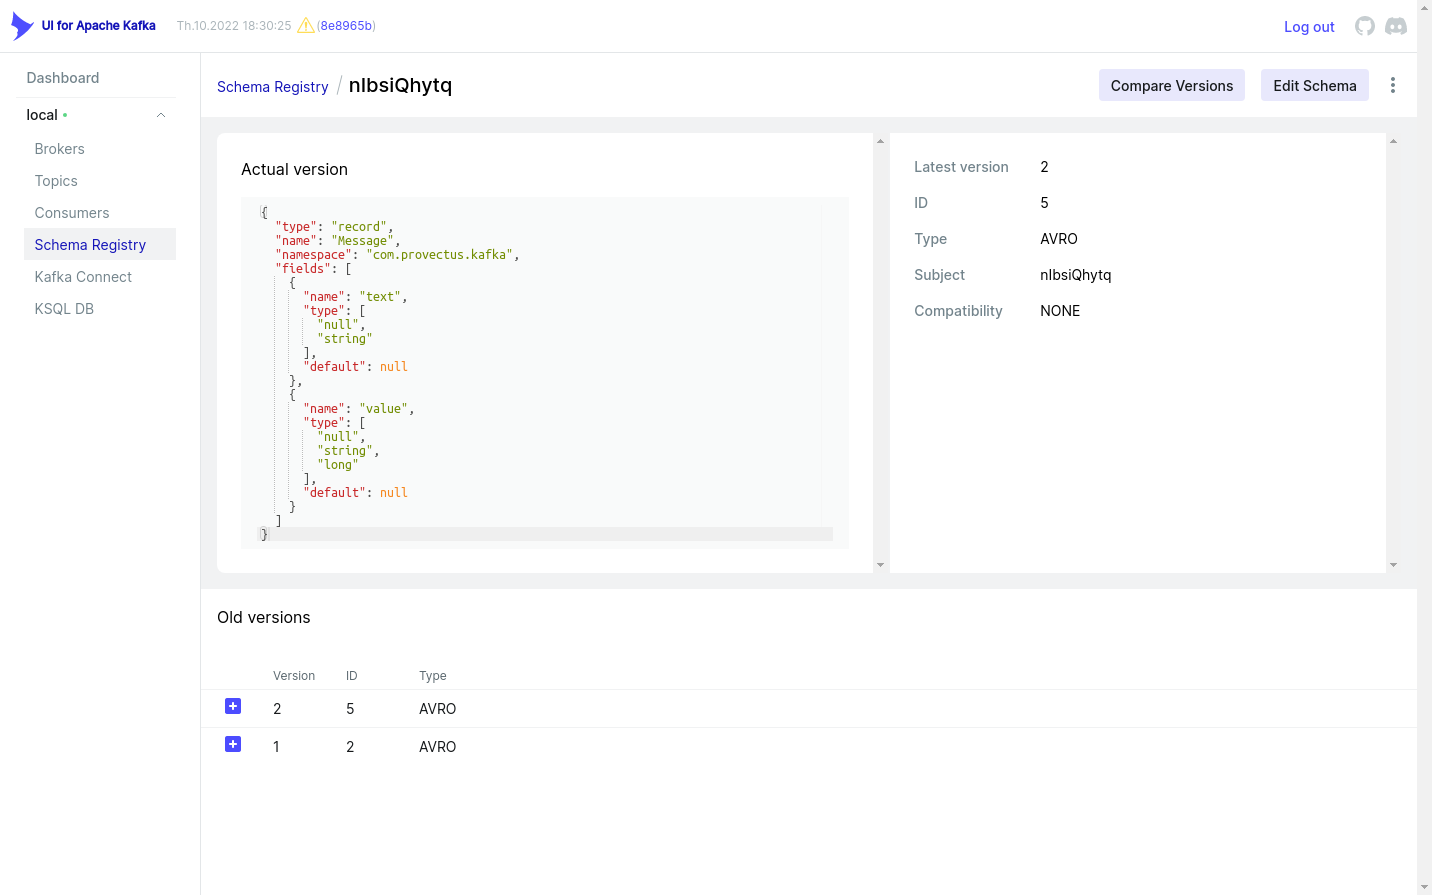 UI for Apache Kafka
Th.10.2022 18:30:25 (8e8965b)
Log out
Dashboard
local
Brokers
Topics
Consumers
Schema Registry
Kafka Connect
KSQL DB
Schema Registry / nIbsiQhytq
Compare Versions
Edit Schema
Actual version
{
  "type": "record",
  "name": "Message",
  "namespace": "com.provectus.kafka",
  "fields": [
    {
      "name": "text",
      "type": [
        "null",
        "string"
      ],
      "default": null
    },
    {
      "name": "value",
      "type": [
        "null",
        "string",
        "long"
      ],
      "default": null
    }
  ]
}
Latest version 2
ID 5
Type AVRO
Subject nIbsiQhytq
Compatibility NONE
Old versions
Version ID Type
2 5 AVRO
1 2 AVRO